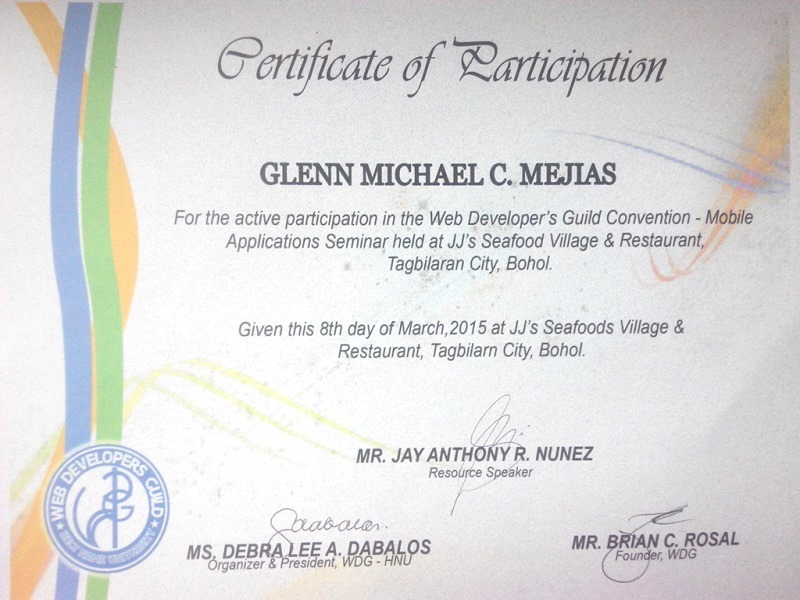 Certificate of Participation
GLENN MICHAEL C. MEJIAS
For the active participation in the Web Developer's Guild Convention - Mobile
Applications Seminar held at JJ's Seafood Village & Restaurant,
Tagbilaran City, Bohol.
Given this 8th day of March,2015 at JJ's Seafoods Village &
Restaurant, Tagbilarn City, Bohol.
MR. JAY ANTHONY R. NUNEZ
Resource Speaker
WEB DEVELOPERS GUILD
MS. DEBRA LEE A. DABALOS
Organizer & President, WDG - HNU
MR. BRIAN C. ROSAL
Founder, WDG